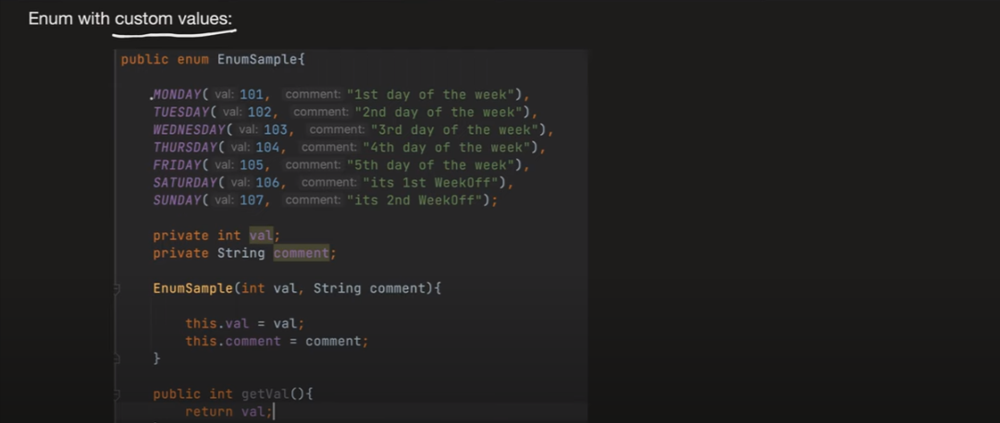 Enum with custom values:
public enum EnumSample{
MONDAY( val: 101, comment: "1st day of the week"),
TUESDAY( val: 102, comment: "2nd day of the week"),
WEDNESDAY( val: 103, comment: "3rd day of the week"),
THURSDAY( val: 104, comment: "4th day of the week"),
FRIDAY( val: 105, comment: "5th day of the week"),
SATURDAY( val: 106, comment: "its 1st WeekOff"),
SUNDAY( val: 107, comment: "its 2nd WeekOff");
private int val;
private String comment;
EnumSample(int val, String comment){
this.val = val;
this.comment = comment;
}
public int getVal(){
return val;